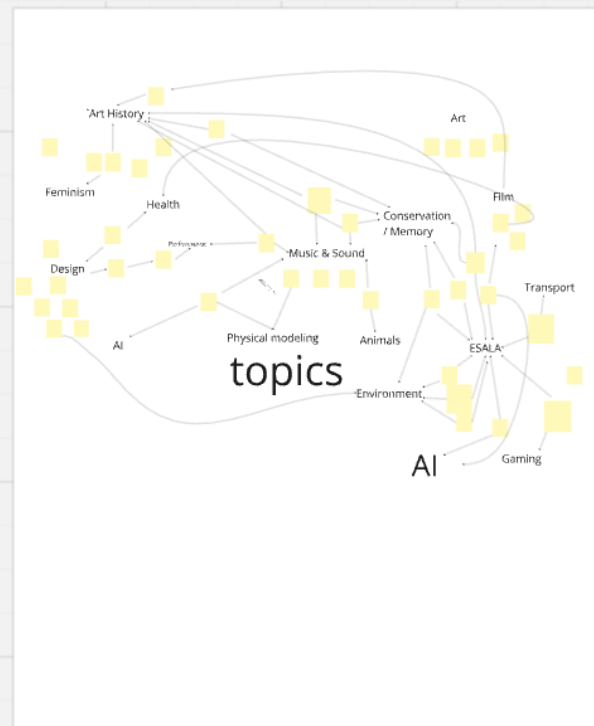 Art History
Art
Feminism
Health
Film
Conservation
/ Memory
Performance
Music & Sound
Design
Transport
AI
Physical modeling
Animals
ESALA
topics
Environment
AI
Gaming